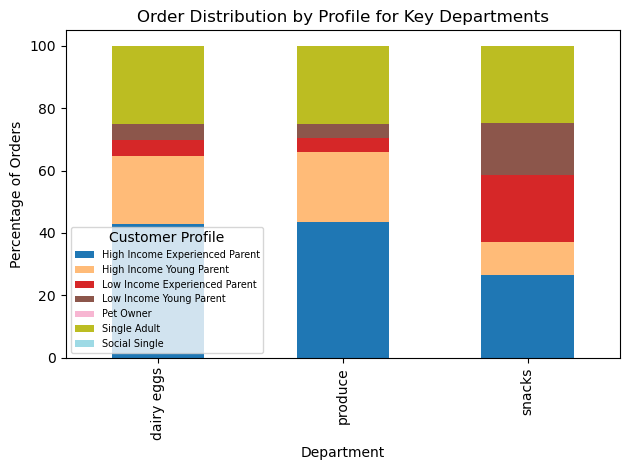 Order Distribution by Profile for Key Departments
100
80
60
40
20
0
Percentage of Orders
Customer Profile
High Income Experienced Parent
High Income Young Parent
Low Income Experienced Parent
Low Income Young Parent
Pet Owner
Single Adult
Social Single
dairy eggs
produce
snacks
Department